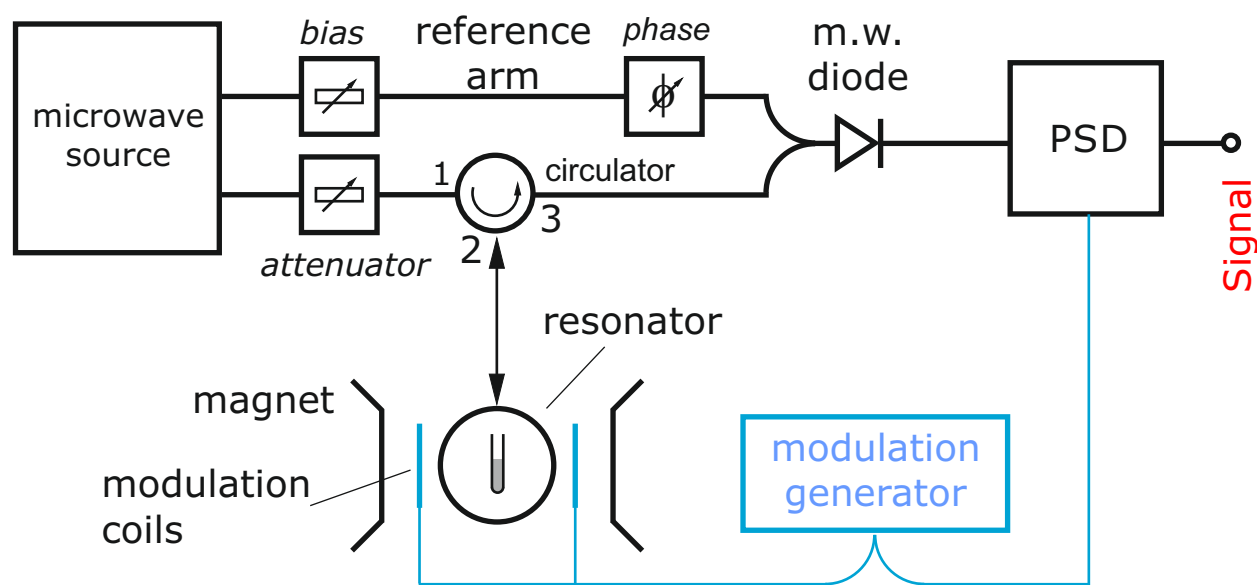 bias
reference
arm
phase
m.w.
diode
microwave
source
ϕ
PSD
1
circulator
2
3
attenuator
Signal
resonator
magnet
modulation
coils
modulation
generator